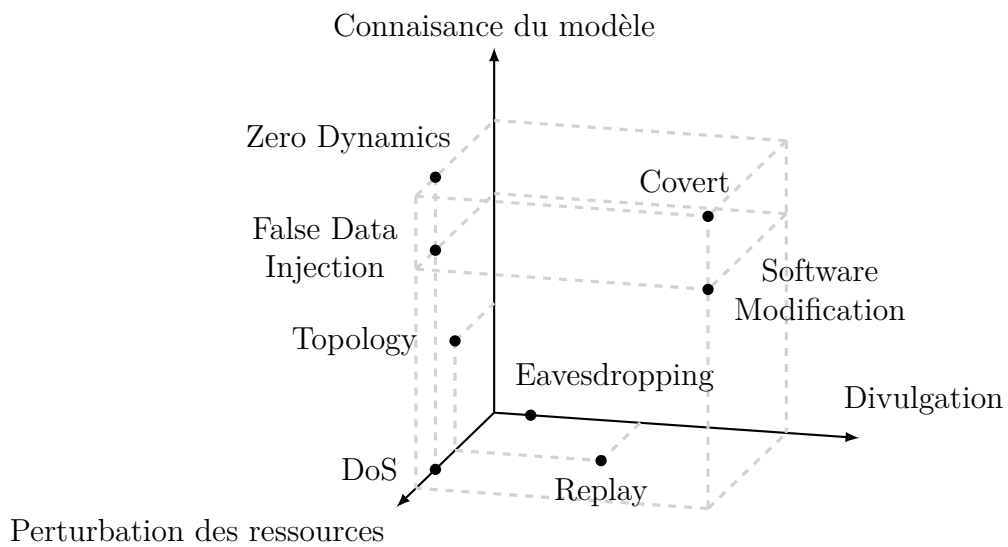 Connaisance du modèle
Zero Dynamics
Covert
False Data
Injection
Software
Modification
Topology
Eavesdropping
Divulgation
DoS
Replay
Perturbation des ressources